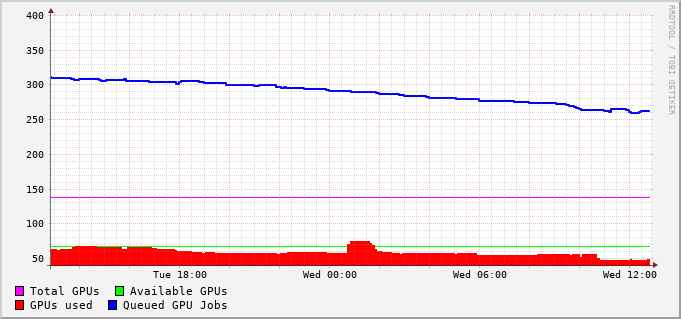 400
350
300
250
200
150
100
50
Tue 18:00 Wed 00:00 Wed 06:00 Wed 12:00
Total GPUs Available GPUs
GPUs used Queued GPU Jobs
RRDTOOL / TOBI OETIKER